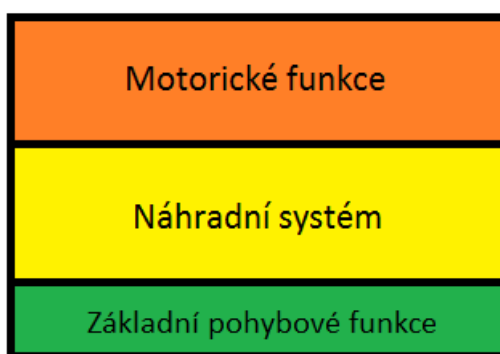 Motorické funkce
Náhradní systém
Základní pohybové funkce